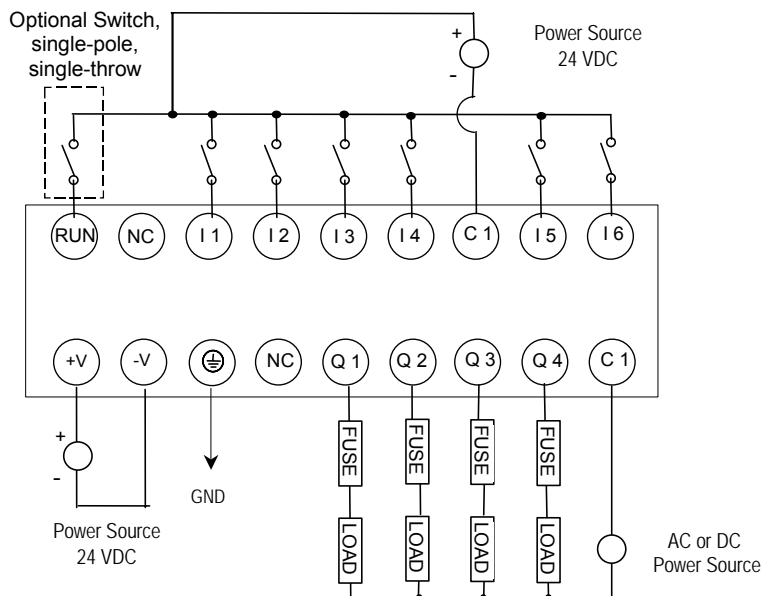 Optional Switch,
single-pole,
single-throw
+
-
Power Source
24 VDC
RUN
NC
I 1
I 2
I 3
I 4
C 1
I 5
I 6
+V
-V
NC
Q 1
Q 2
Q 3
Q 4
C 1
+
-
GND
FUSE
FUSE
FUSE
FUSE
Power Source
24 VDC
LOAD
LOAD
LOAD
LOAD
AC or DC
Power Source